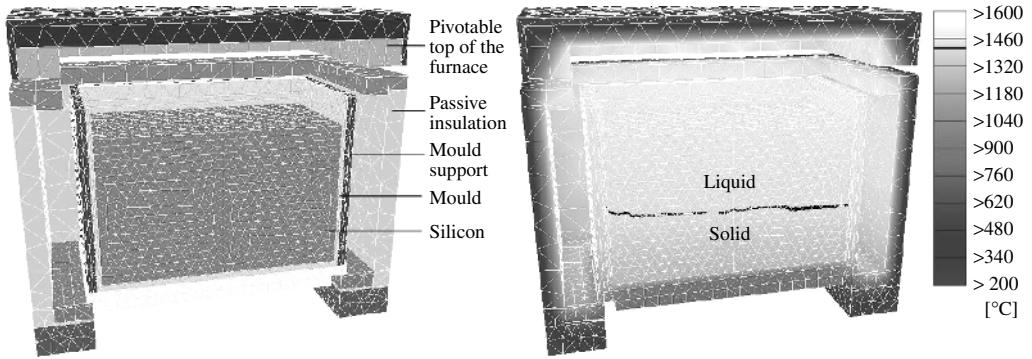 Pivotable
top of the
furnace
Passive
insulation
Mould
support
Mould
Silicon
Liquid
Solid
>1600
>1460
>1320
>1180
>1040
>900
>760
>620
>480
>340
> 200
[°C]